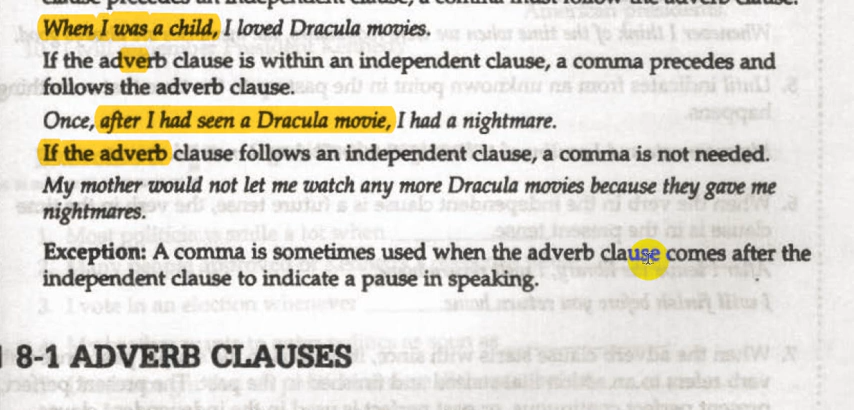 When I was a child, I loved Dracula movies.
If the adverb clause is within an independent clause, a comma precedes and
follows the adverb clause.
Once, after I had seen a Dracula movie, I had a nightmare.
If the adverb clause follows an independent clause, a comma is not needed.
My mother would not let me watch any more Dracula movies because they gave me
nightmares.
Exception: A comma is sometimes used when the adverb clause comes after the
independent clause to indicate a pause in speaking.
8-1 ADVERB CLAUSES